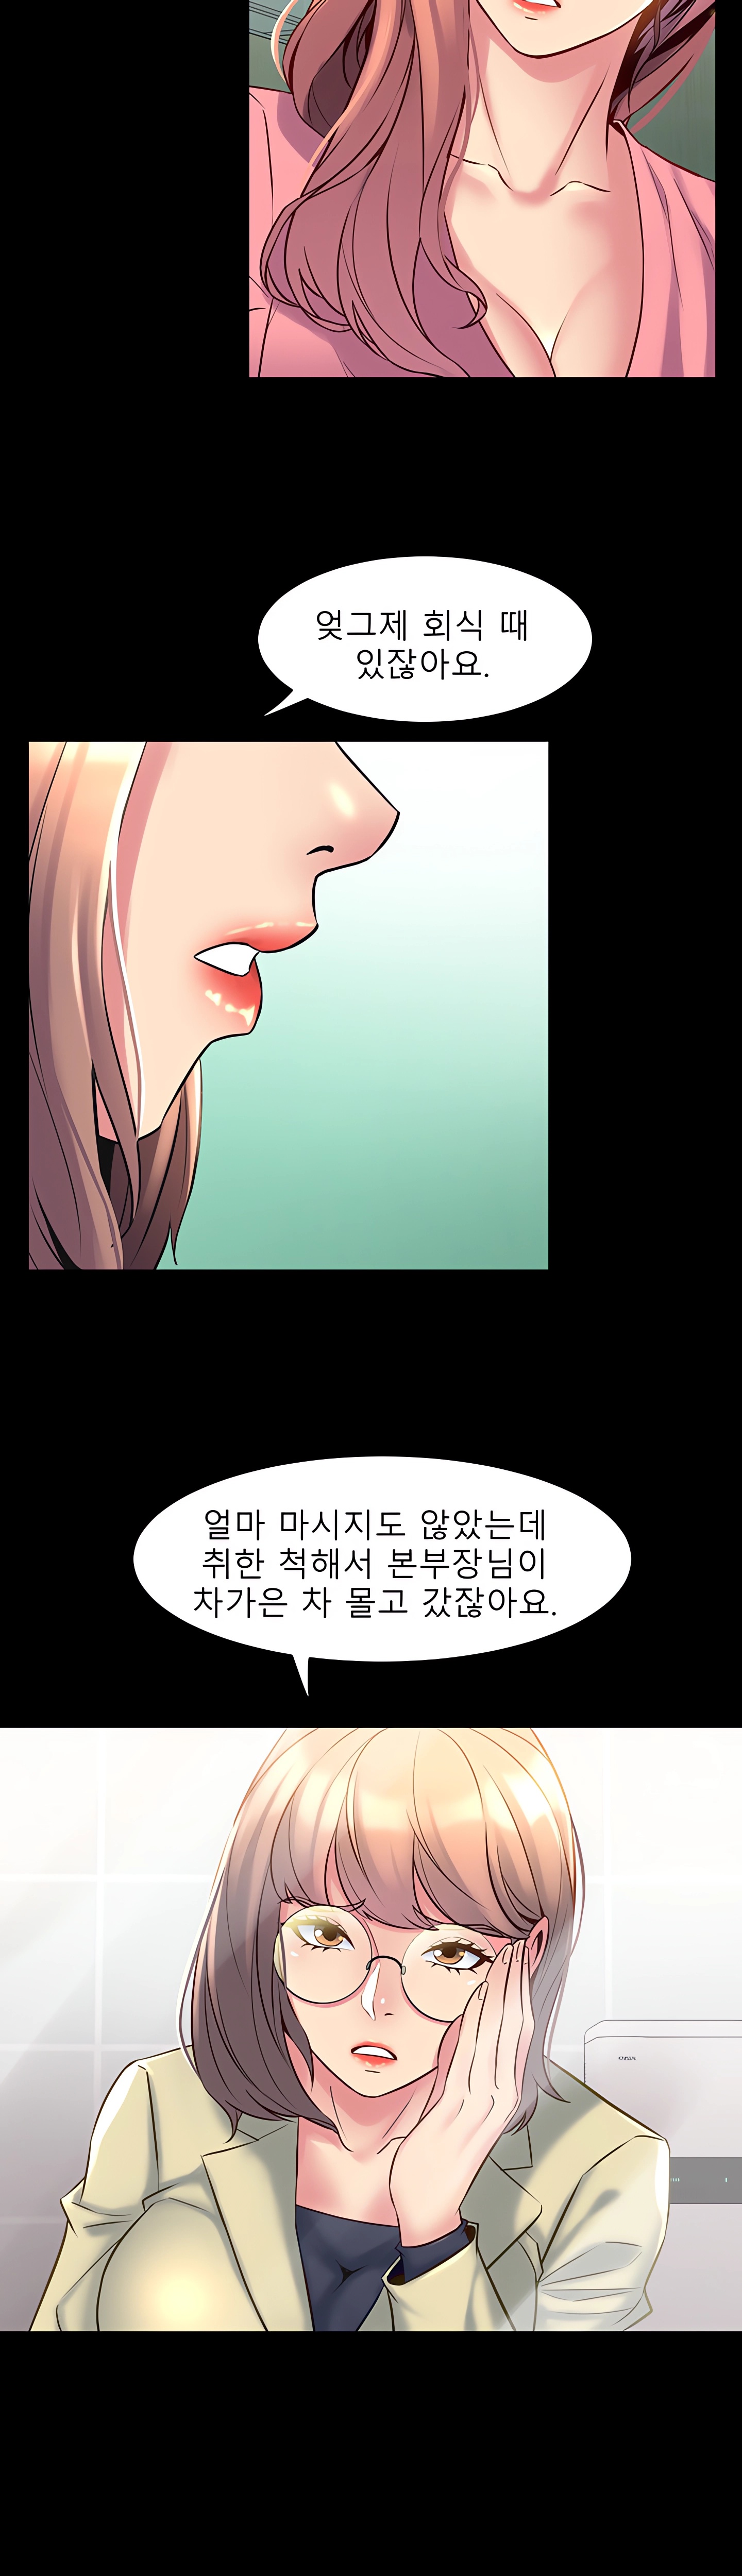 엊그제 회식 때
있잖아요.
얼마 마시지도 않았는데
취한 척해서 본부장님이
차가은 차 몰고 갔잖아요.